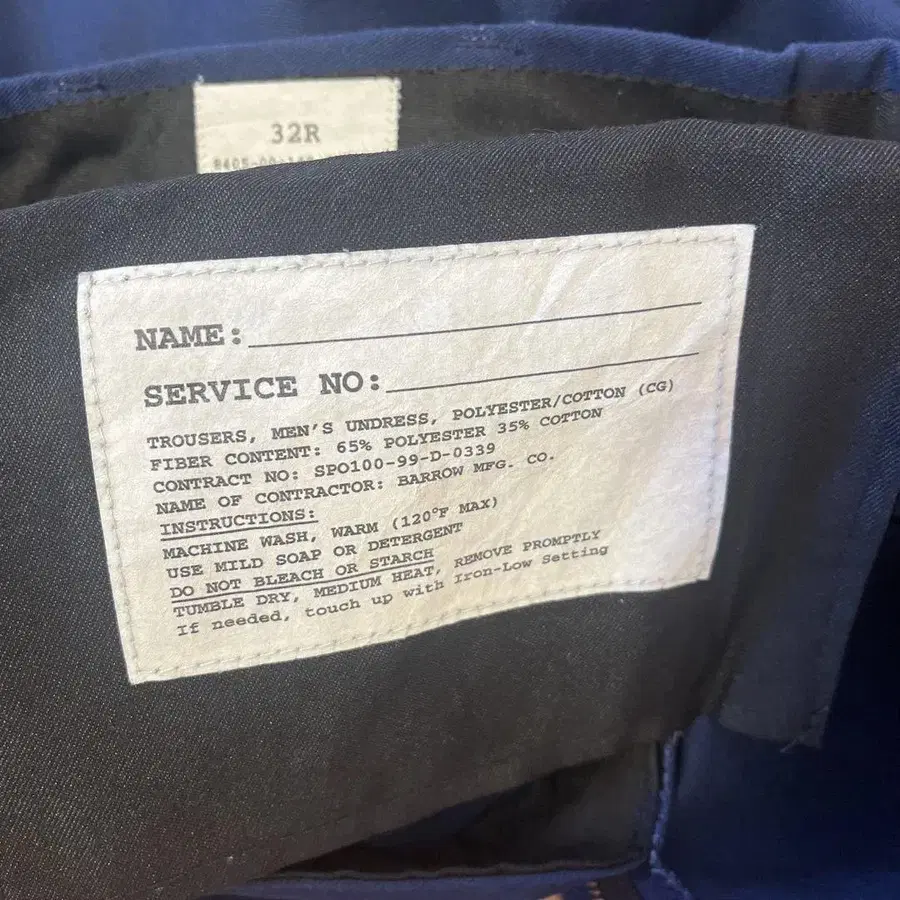 32R
NAME:
SERVICE NO:
TROUSERS, MEN'S UNDRESS, POLYESTER/COTTON (CG)
FIBER CONTENT: 65% POLYESTER 35% COTTON
CONTRACT NO: SPO100-99-D-0339
NAME OF CONTRACTOR: BARROW MFG. CO.
INSTRUCTIONS:
MACHINE WASH, WARM (120°F MAX)
USE MILD SOAP OR DETERGENT
DO NOT BLEACH OR STARCH
TUMBLE DRY, MEDIUM HEAT, REMOVE PROMPTLY
If needed, touch up with Iron-Low Setting